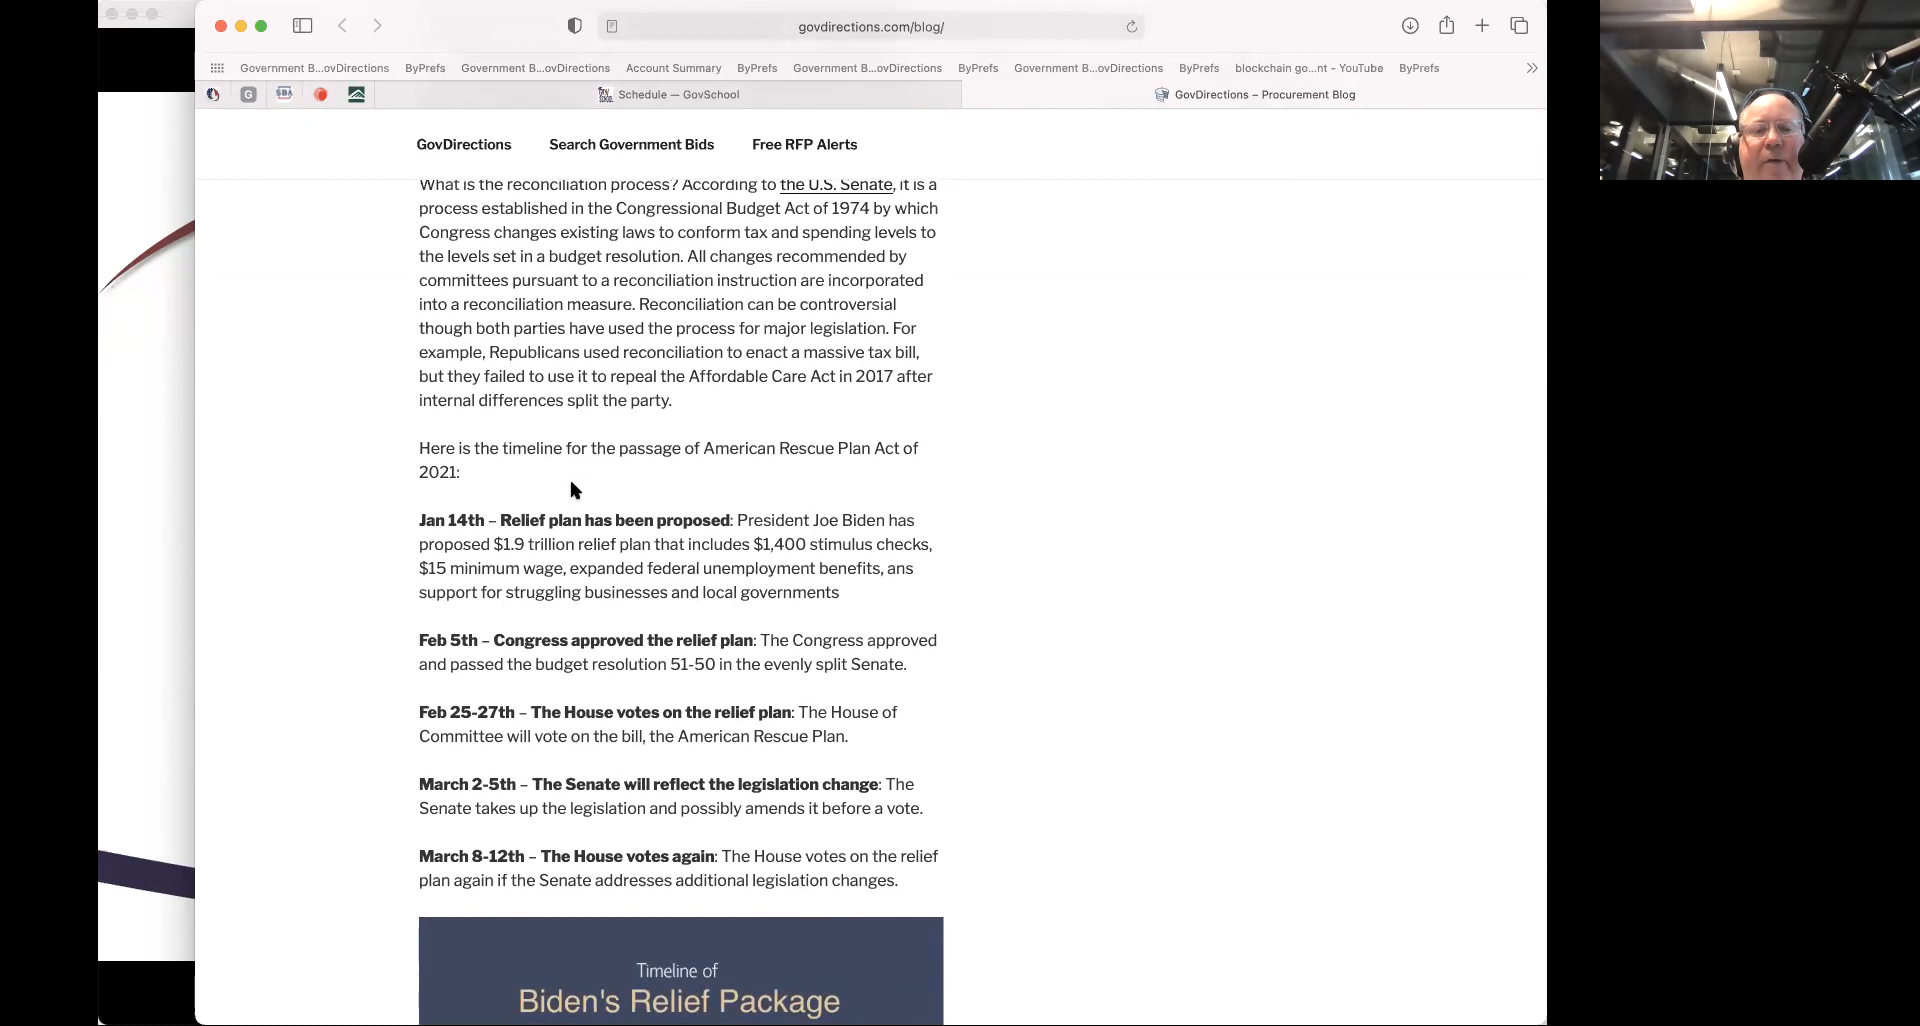 govdirections.com/blog/
Government B...ovDirections ByPrefs Government B...ovDirections Account Summary ByPrefs Government B...ovDirections ByPrefs Government B...ovDirections ByPrefs blockchain go...nt - YouTube ByPrefs
G SBA Schedule — GovSchool GovDirections – Procurement Blog
GovDirections Search Government Bids Free RFP Alerts
What is the reconciliation process? According to the U.S. Senate, it is a
process established in the Congressional Budget Act of 1974 by which
Congress changes existing laws to conform tax and spending levels to
the levels set in a budget resolution. All changes recommended by
committees pursuant to a reconciliation instruction are incorporated
into a reconciliation measure. Reconciliation can be controversial
though both parties have used the process for major legislation. For
example, Republicans used reconciliation to enact a massive tax bill,
but they failed to use it to repeal the Affordable Care Act in 2017 after
internal differences split the party.
Here is the timeline for the passage of American Rescue Plan Act of
2021:
Jan 14th – Relief plan has been proposed: President Joe Biden has
proposed $1.9 trillion relief plan that includes $1,400 stimulus checks,
$15 minimum wage, expanded federal unemployment benefits, ans
support for struggling businesses and local governments
Feb 5th – Congress approved the relief plan: The Congress approved
and passed the budget resolution 51-50 in the evenly split Senate.
Feb 25-27th – The House votes on the relief plan: The House of
Committee will vote on the bill, the American Rescue Plan.
March 2-5th – The Senate will reflect the legislation change: The
Senate takes up the legislation and possibly amends it before a vote.
March 8-12th – The House votes again: The House votes on the relief
plan again if the Senate addresses additional legislation changes.
Timeline of
Biden's Relief Package